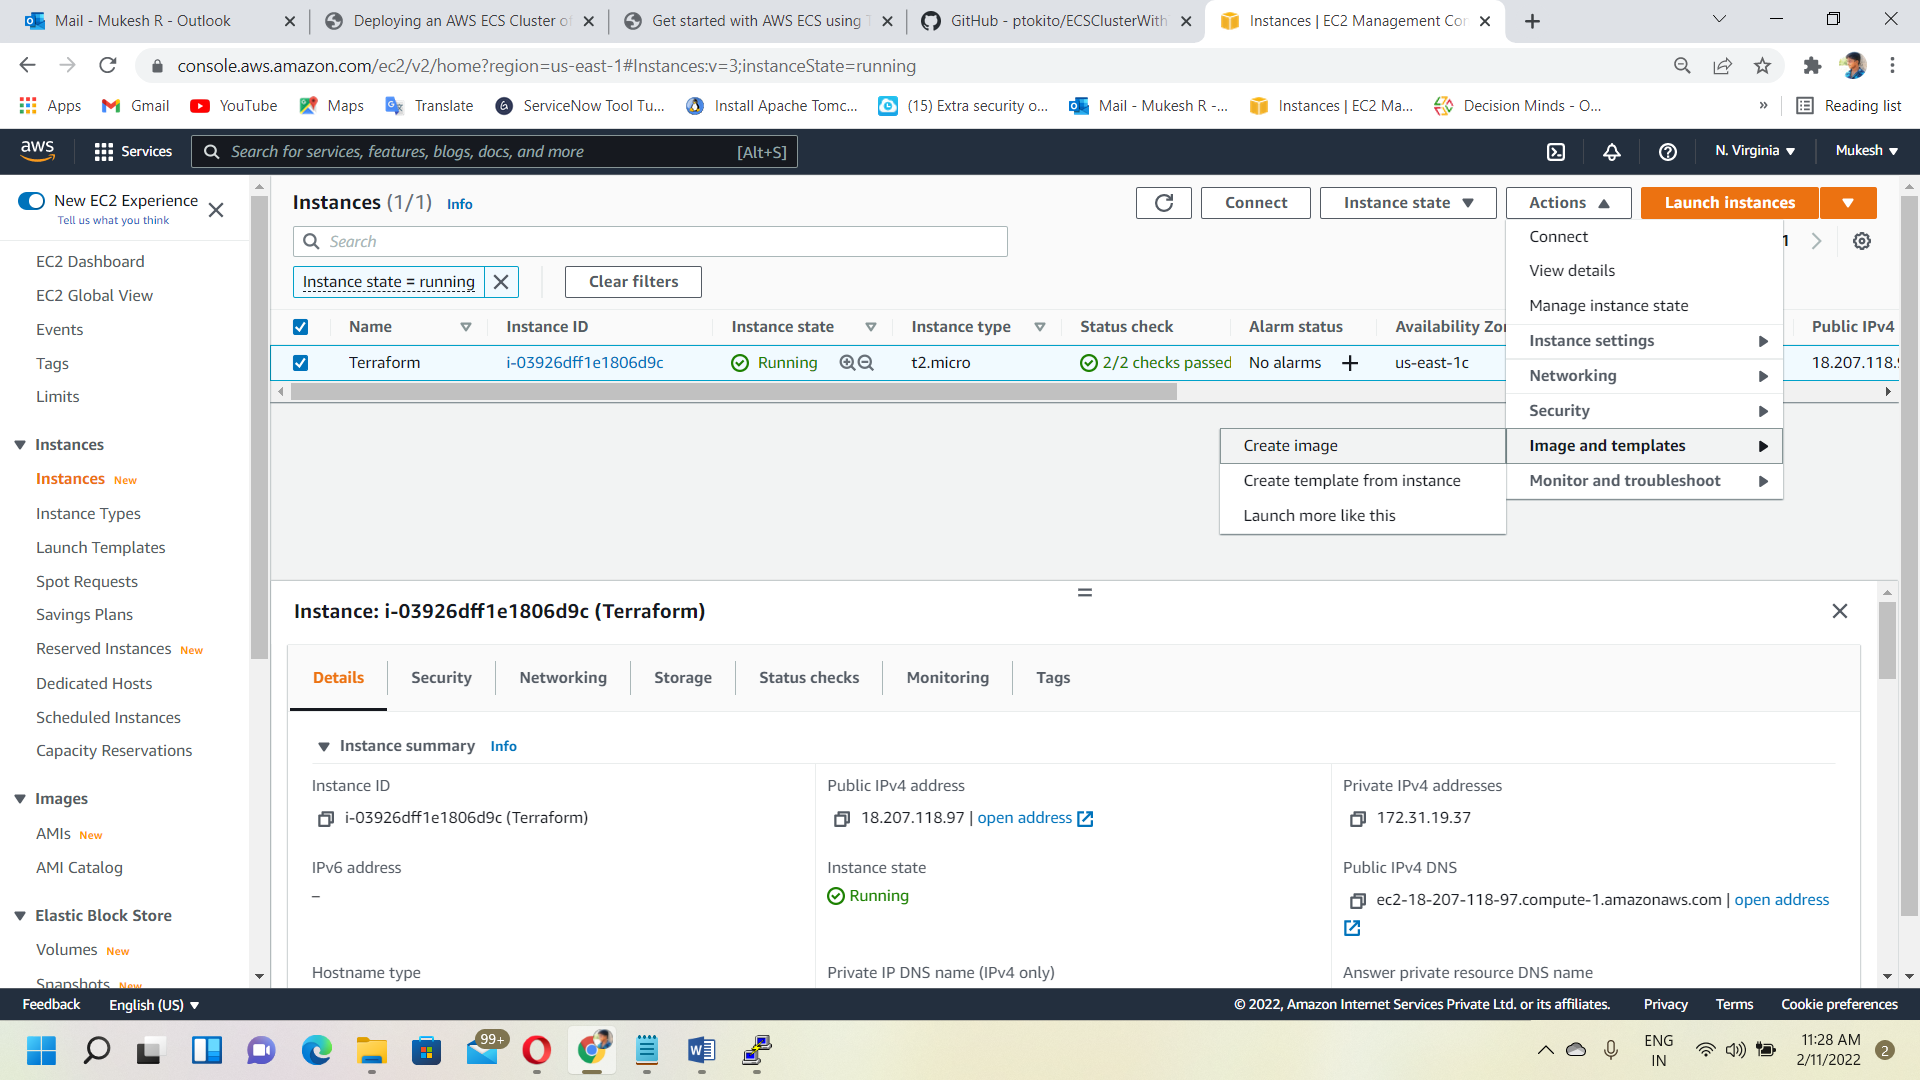 Mail - Mukesh R - Outlook
Deploying an AWS ECS Cluster of
Get started with AWS ECS using T
GitHub - ptokito/ECSClusterWith
Instances | EC2 Management Con
console.aws.amazon.com/ec2/v2/home?region=us-east-1#Instances:v=3;instanceState=running
Apps
Gmail
YouTube
Maps
Translate
ServiceNow Tool Tu...
Install Apache Tomc...
(15) Extra security o...
Mail - Mukesh R -...
Instances | EC2 Ma...
Decision Minds - O...
»
Reading list
aws
Services
Search for services, features, blogs, docs, and more
[Alt+S]
N. Virginia
Mukesh
New EC2 Experience
Tell us what you think
EC2 Dashboard
EC2 Global View
Events
Tags
Limits
Instances
Instances New
Instance Types
Launch Templates
Spot Requests
Savings Plans
Reserved Instances New
Dedicated Hosts
Scheduled Instances
Capacity Reservations
Images
AMIs New
AMI Catalog
Elastic Block Store
Volumes New
Snapshots New
Instances (1/1) Info
Connect
Instance state
Actions
Launch instances
Search
1
Instance state = running
Clear filters
Connect
View details
Manage instance state
Instance settings
Networking
Security
Image and templates
Monitor and troubleshoot
Create image
Create template from instance
Launch more like this
Name
Instance ID
Instance state
Instance type
Status check
Alarm status
Availability Zon
Public IPv4
Terraform
i-03926dff1e1806d9c
Running
t2.micro
2/2 checks passed
No alarms
us-east-1c
18.207.118.
Instance: i-03926dff1e1806d9c (Terraform)
Details
Security
Networking
Storage
Status checks
Monitoring
Tags
Instance summary Info
Instance ID
i-03926dff1e1806d9c (Terraform)
Public IPv4 address
18.207.118.97 | open address
Private IPv4 addresses
172.31.19.37
IPv6 address
–
Instance state
Running
Public IPv4 DNS
ec2-18-207-118-97.compute-1.amazonaws.com | open address
Hostname type
Private IP DNS name (IPv4 only)
Answer private resource DNS name
Feedback
English (US)
© 2022, Amazon Internet Services Private Ltd. or its affiliates.
Privacy
Terms
Cookie preferences
99+
ENG
IN
11:28 AM
2/11/2022
2